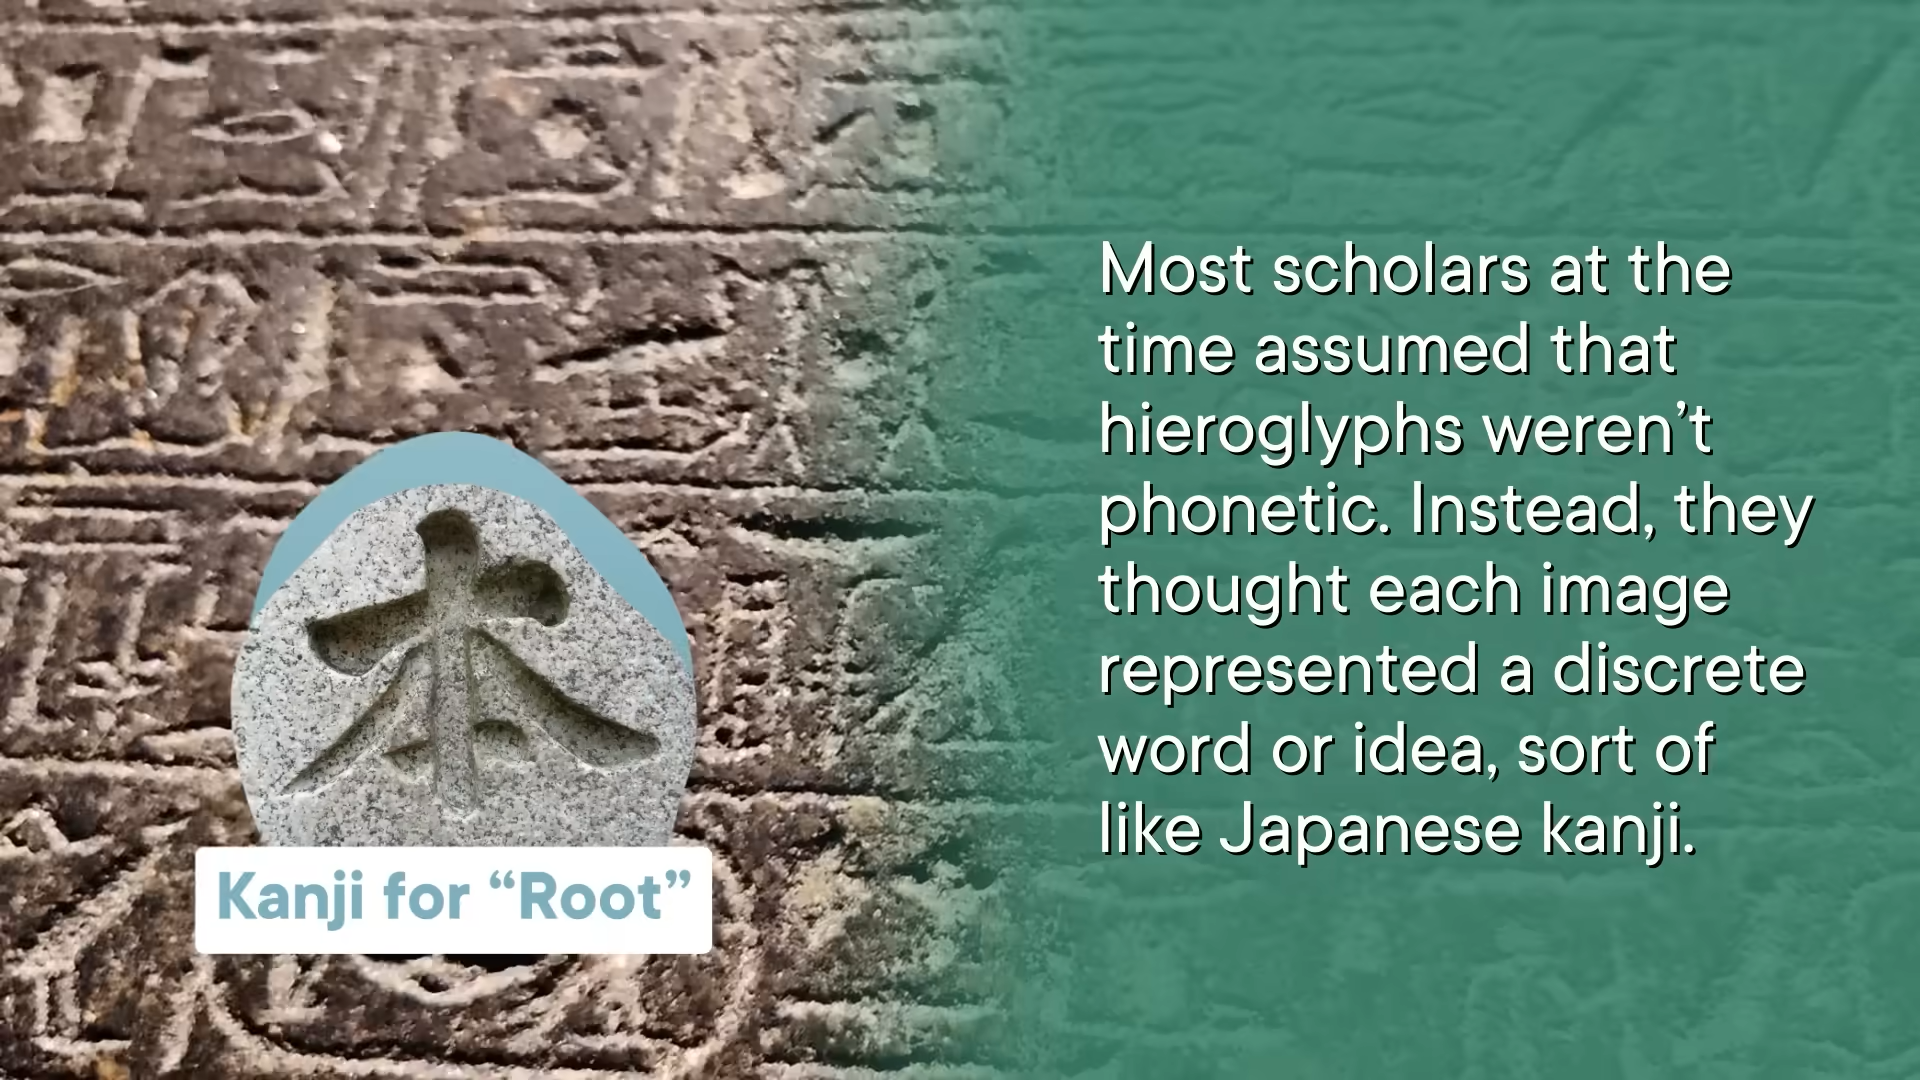 本
Kanji for “Root”
Most scholars at the
time assumed that
hieroglyphs weren’t
phonetic. Instead, they
thought each image
represented a discrete
word or idea, sort of
like Japanese kanji.